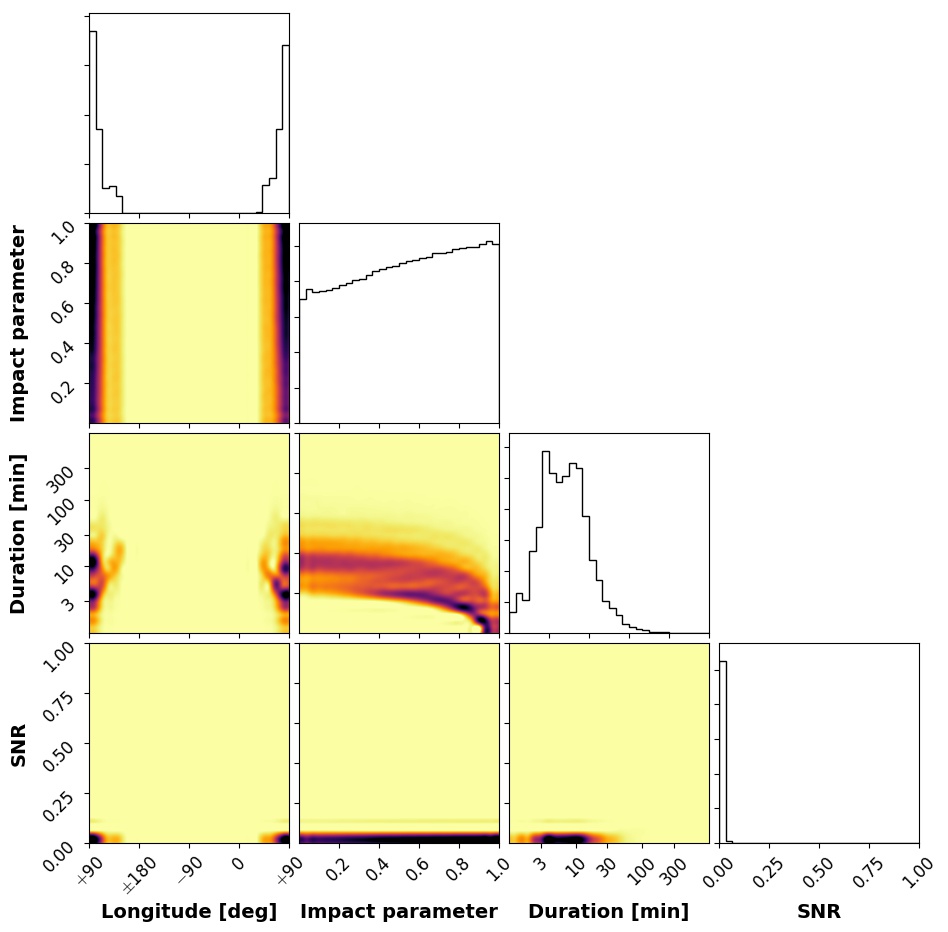 Impact parameter
1.0
0.8
0.6
0.4
0.2
Duration [min]
300
100
30
10
3
SNR
1.00
0.75
0.50
0.25
0.00
+90 ±180 −90 0 +90
0.2 0.4 0.6 0.8 1.0
3 10 30 100 300
0.00 0.25 0.50 0.75 1.00
Longitude [deg] Impact parameter Duration [min] SNR